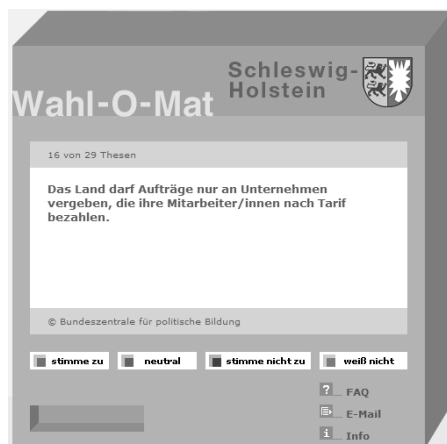 Schleswig-
Holstein
Wahl-O-Mat
16 von 29 Thesen
Das Land darf Aufträge nur an Unternehmen
vergeben, die ihre Mitarbeiter/innen nach Tarif
bezahlen.
© Bundeszentrale für politische Bildung
stimme zu neutral stimme nicht zu weiß nicht
? FAQ
E-Mail
i Info